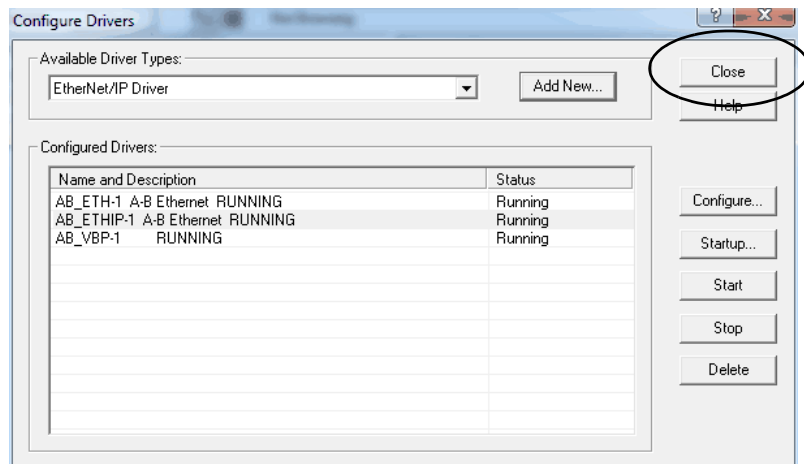 Configure Drivers
Available Driver Types:
EtherNet/IP Driver
Add New...
Close
Help
Configured Drivers:
Name and Description Status
AB_ETH-1 A-B Ethernet RUNNING Running
AB_ETHIP-1 A-B Ethernet RUNNING Running
AB_VBP-1 RUNNING Running
Configure...
Startup...
Start
Stop
Delete